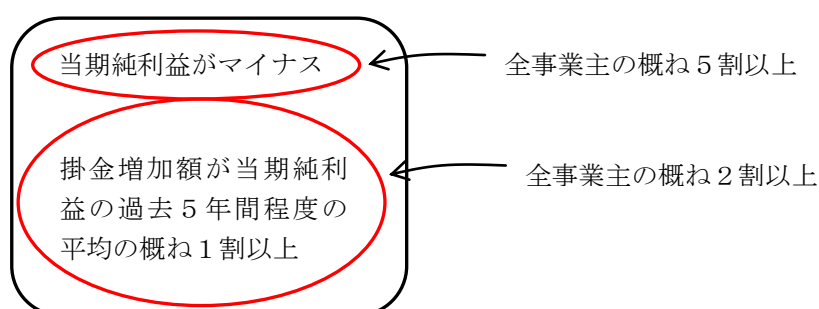 当期純利益がマイナス
全事業主の概ね５割以上
掛金増加額が当期純利
益の過去５年間程度の
平均の概ね１割以上
全事業主の概ね２割以上